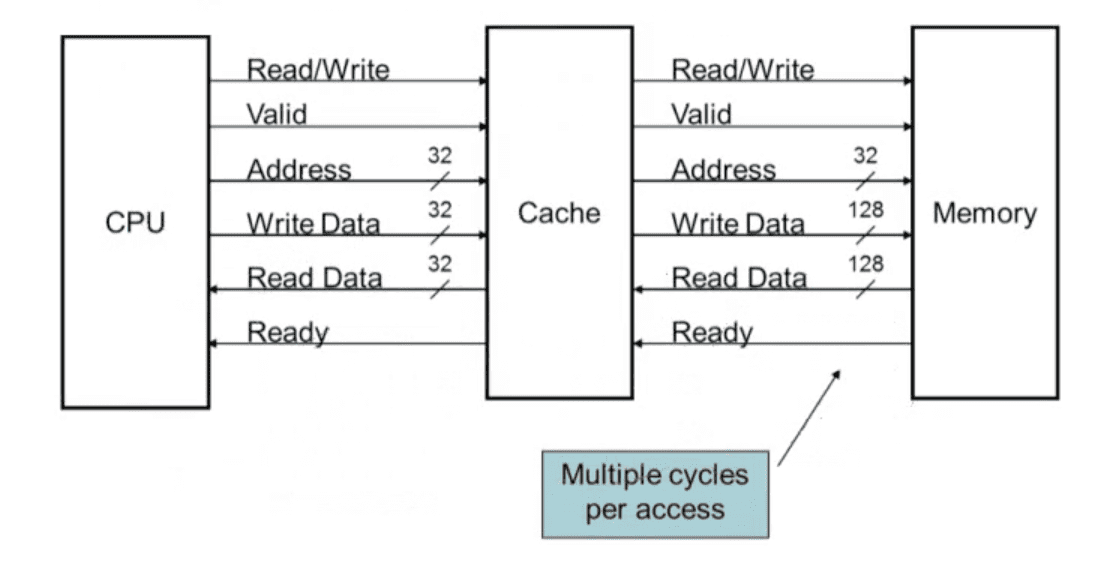 CPU
Read/Write
Valid
Address 32
Write Data 32
Read Data 32
Ready
Cache
Read/Write
Valid
Address 32
Write Data 128
Read Data 128
Ready
Memory
Multiple cycles
per access